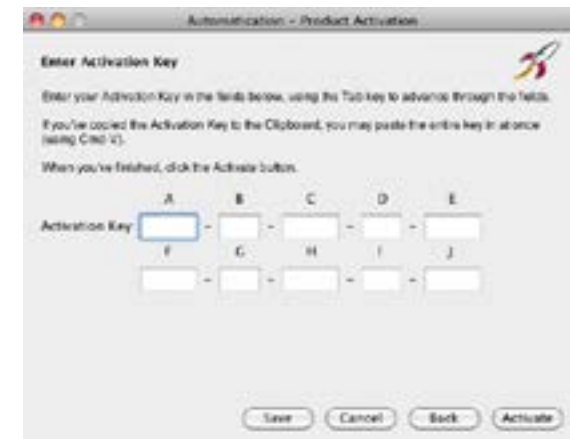 Automatication - Product Activation
Enter Activation Key
Enter your Activation Key in the fields below, using the Tab key to advance through the fields.
If you've copied the Activation Key to the Clipboard, you may paste the entire key in at once
(using Cmd-V).
When you've finished, click the Activate button.
A B C D E
Activation Key - - - -
F G H I J
- - - -
Save Cancel Back Activate